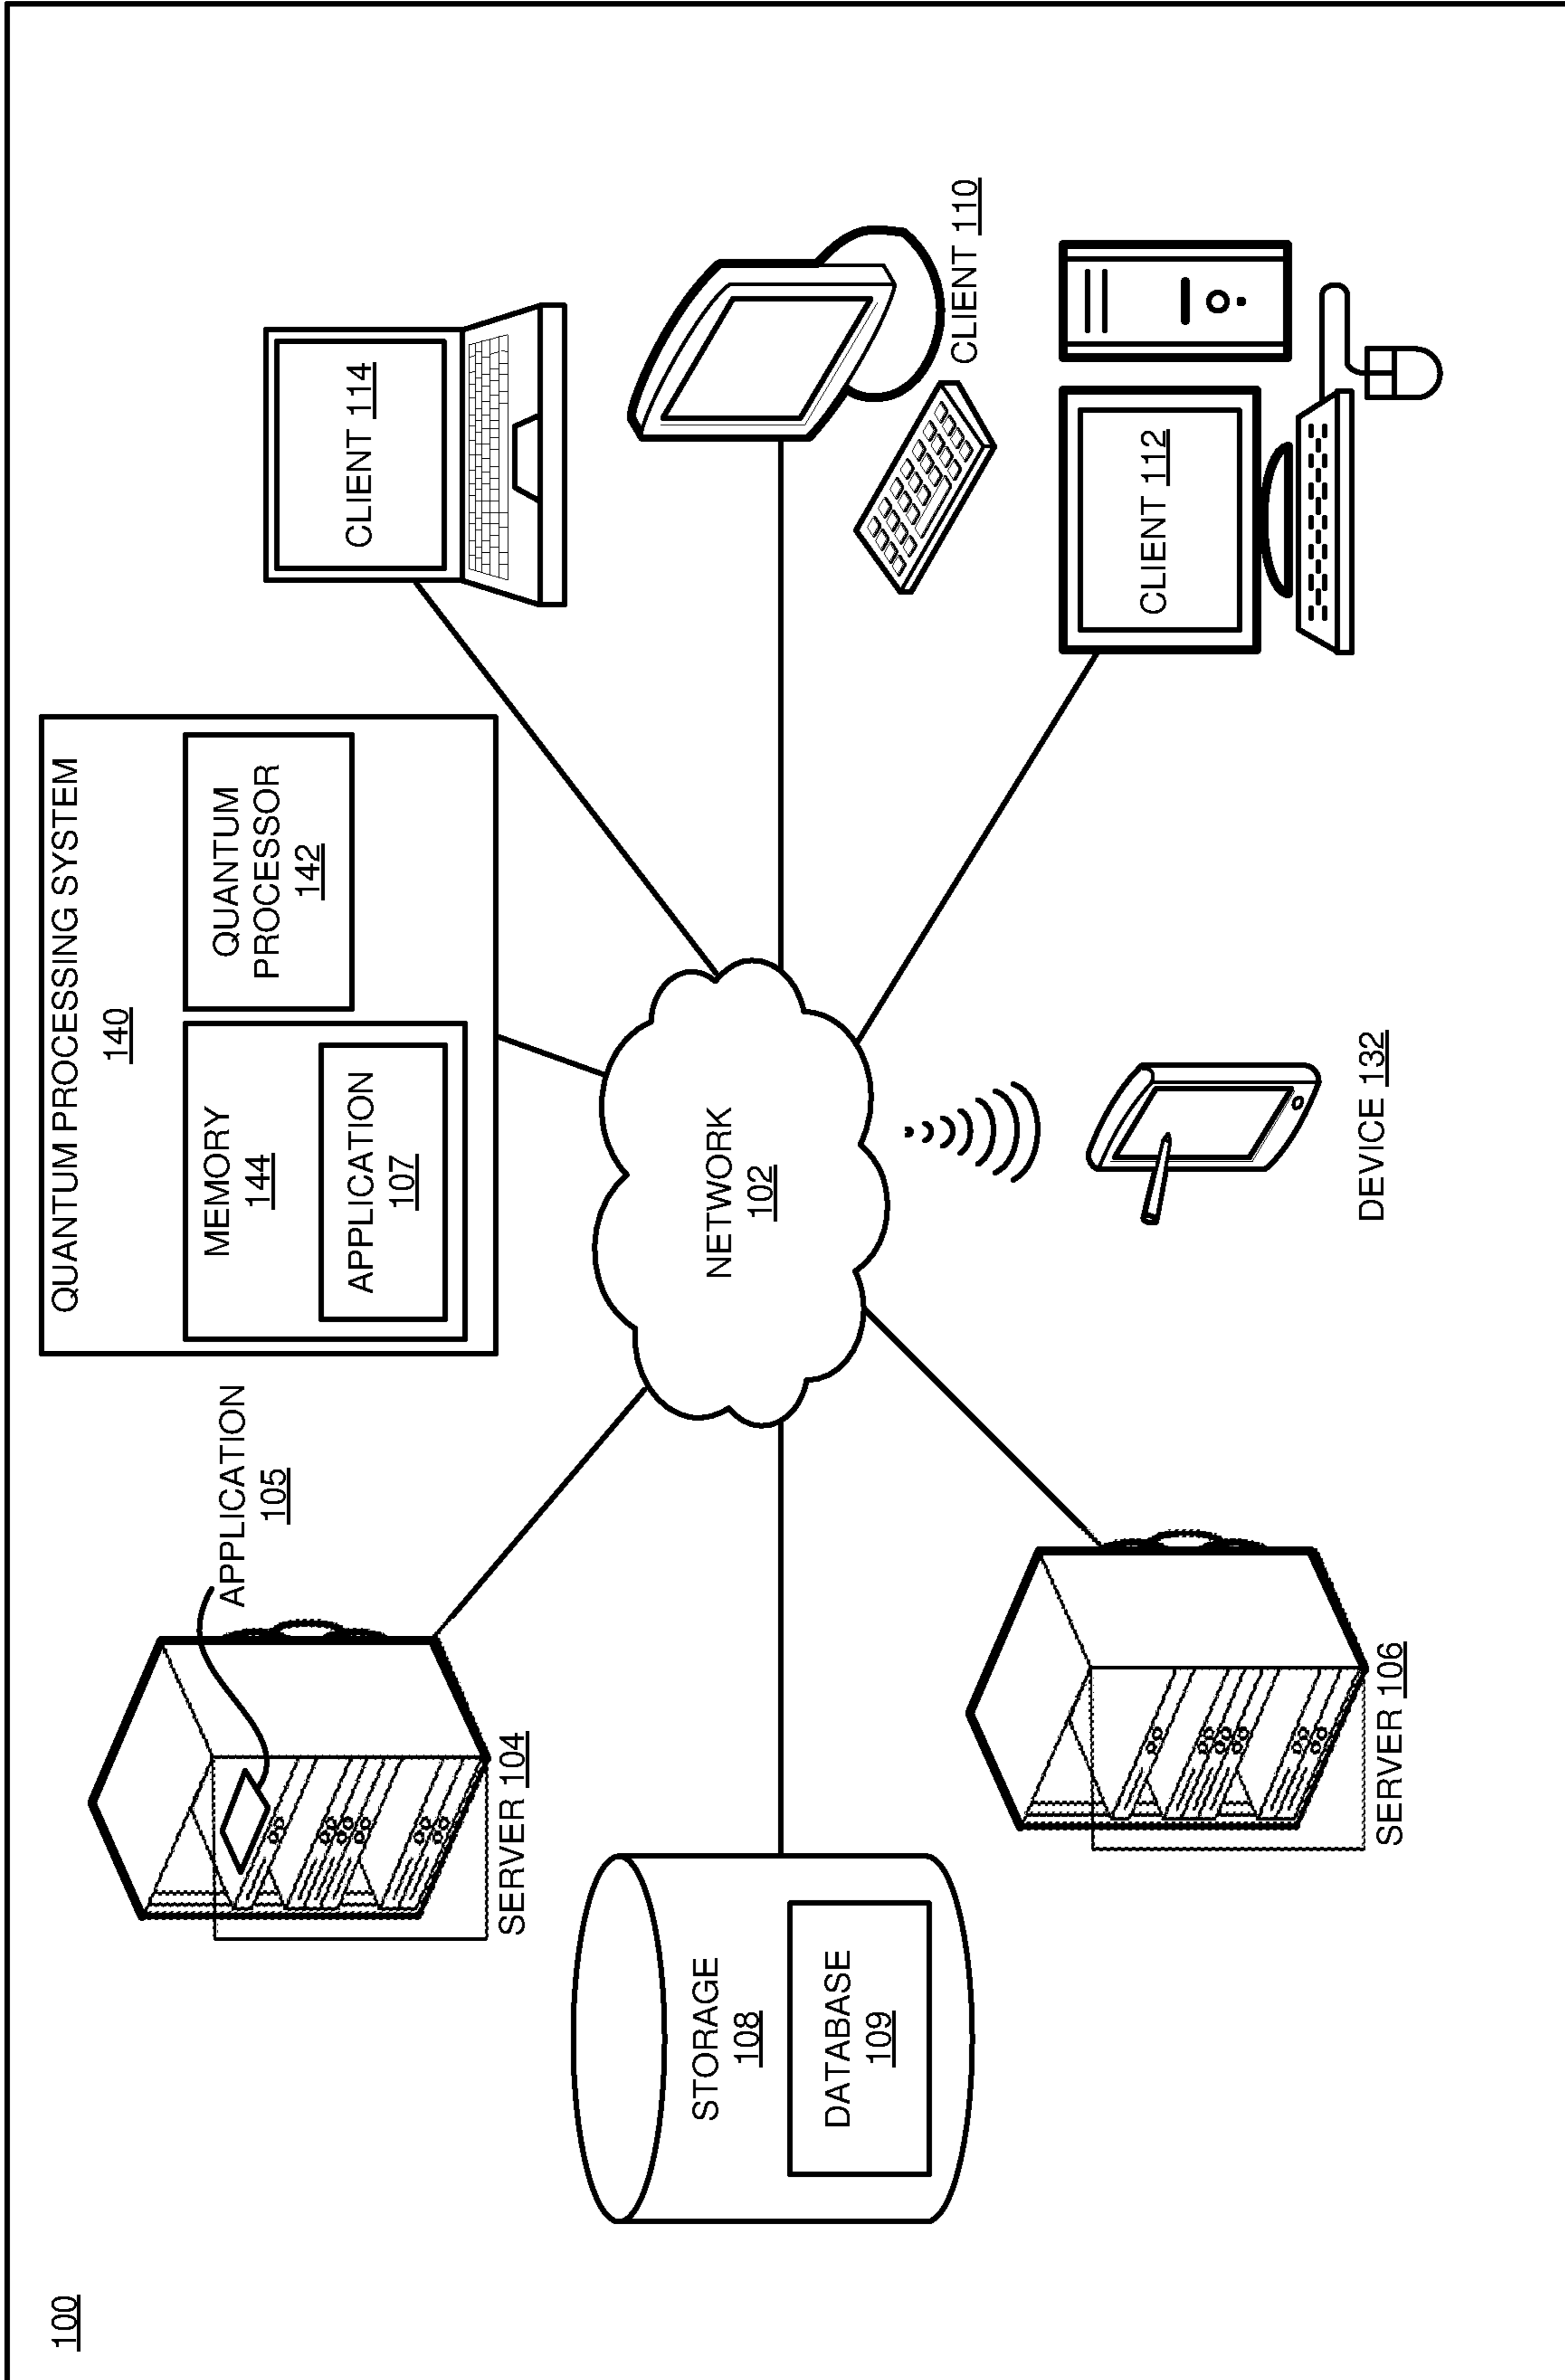 100
APPLICATION
105
SERVER 104
QUANTUM PROCESSING SYSTEM
140
MEMORY
144
APPLICATION
107
QUANTUM
PROCESSOR
142
CLIENT 114
STORAGE
108
DATABASE
109
NETWORK
102
CLIENT 110
SERVER 106
DEVICE 132
CLIENT 112